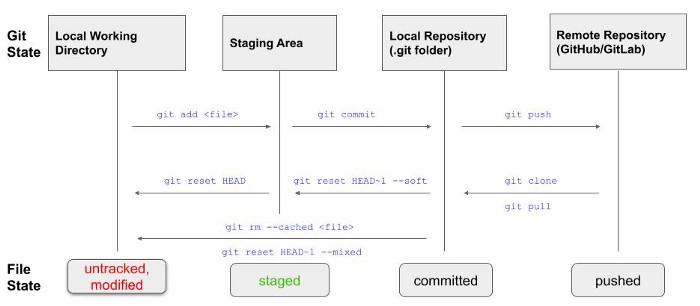 Git
State
Local Working
Directory
Staging Area
Local Repository
(.git folder)
Remote Repository
(GitHub/GitLab)
git add <file>
git commit
git push
git reset HEAD
git reset HEAD~1 --soft
git clone
git pull
git rm --cached <file>
git reset HEAD~1 --mixed
File
State
untracked,
modified
staged
committed
pushed